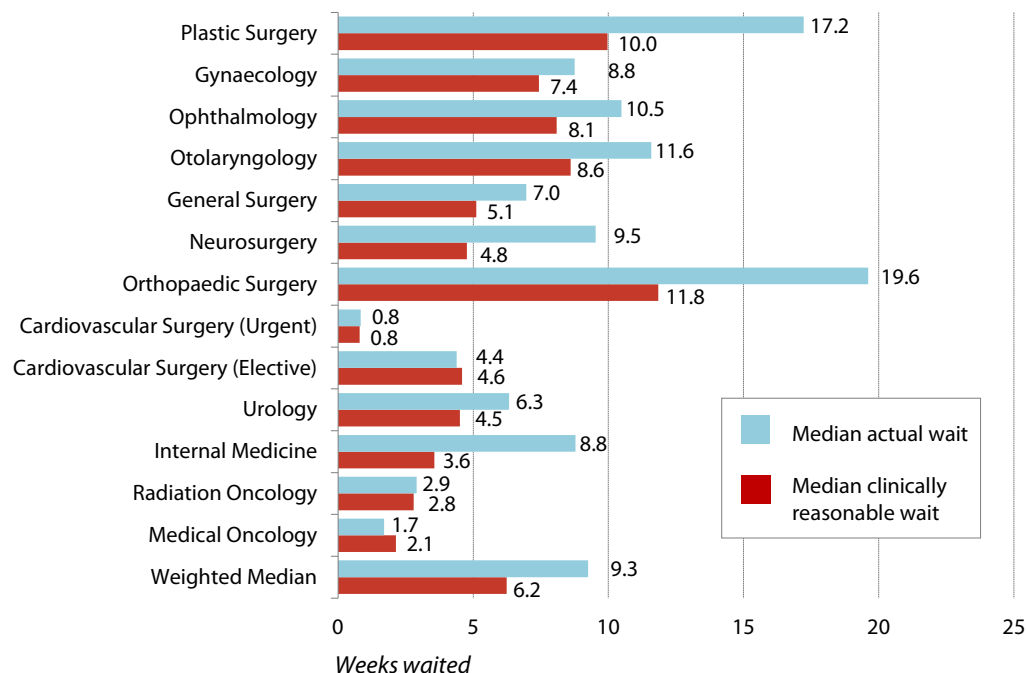 Plastic Surgery
17.2
10.0
Gynaecology
8.8
7.4
Ophthalmology
10.5
8.1
Otolaryngology
11.6
8.6
General Surgery
7.0
5.1
Neurosurgery
9.5
4.8
Orthopaedic Surgery
19.6
11.8
Cardiovascular Surgery (Urgent)
0.8
0.8
Cardiovascular Surgery (Elective)
4.4
4.6
Urology
6.3
4.5
Internal Medicine
8.8
3.6
Radiation Oncology
2.9
2.8
Medical Oncology
1.7
2.1
Weighted Median
9.3
6.2
Median actual wait
Median clinically
reasonable wait
0 5 10 15 20 25
Weeks waited